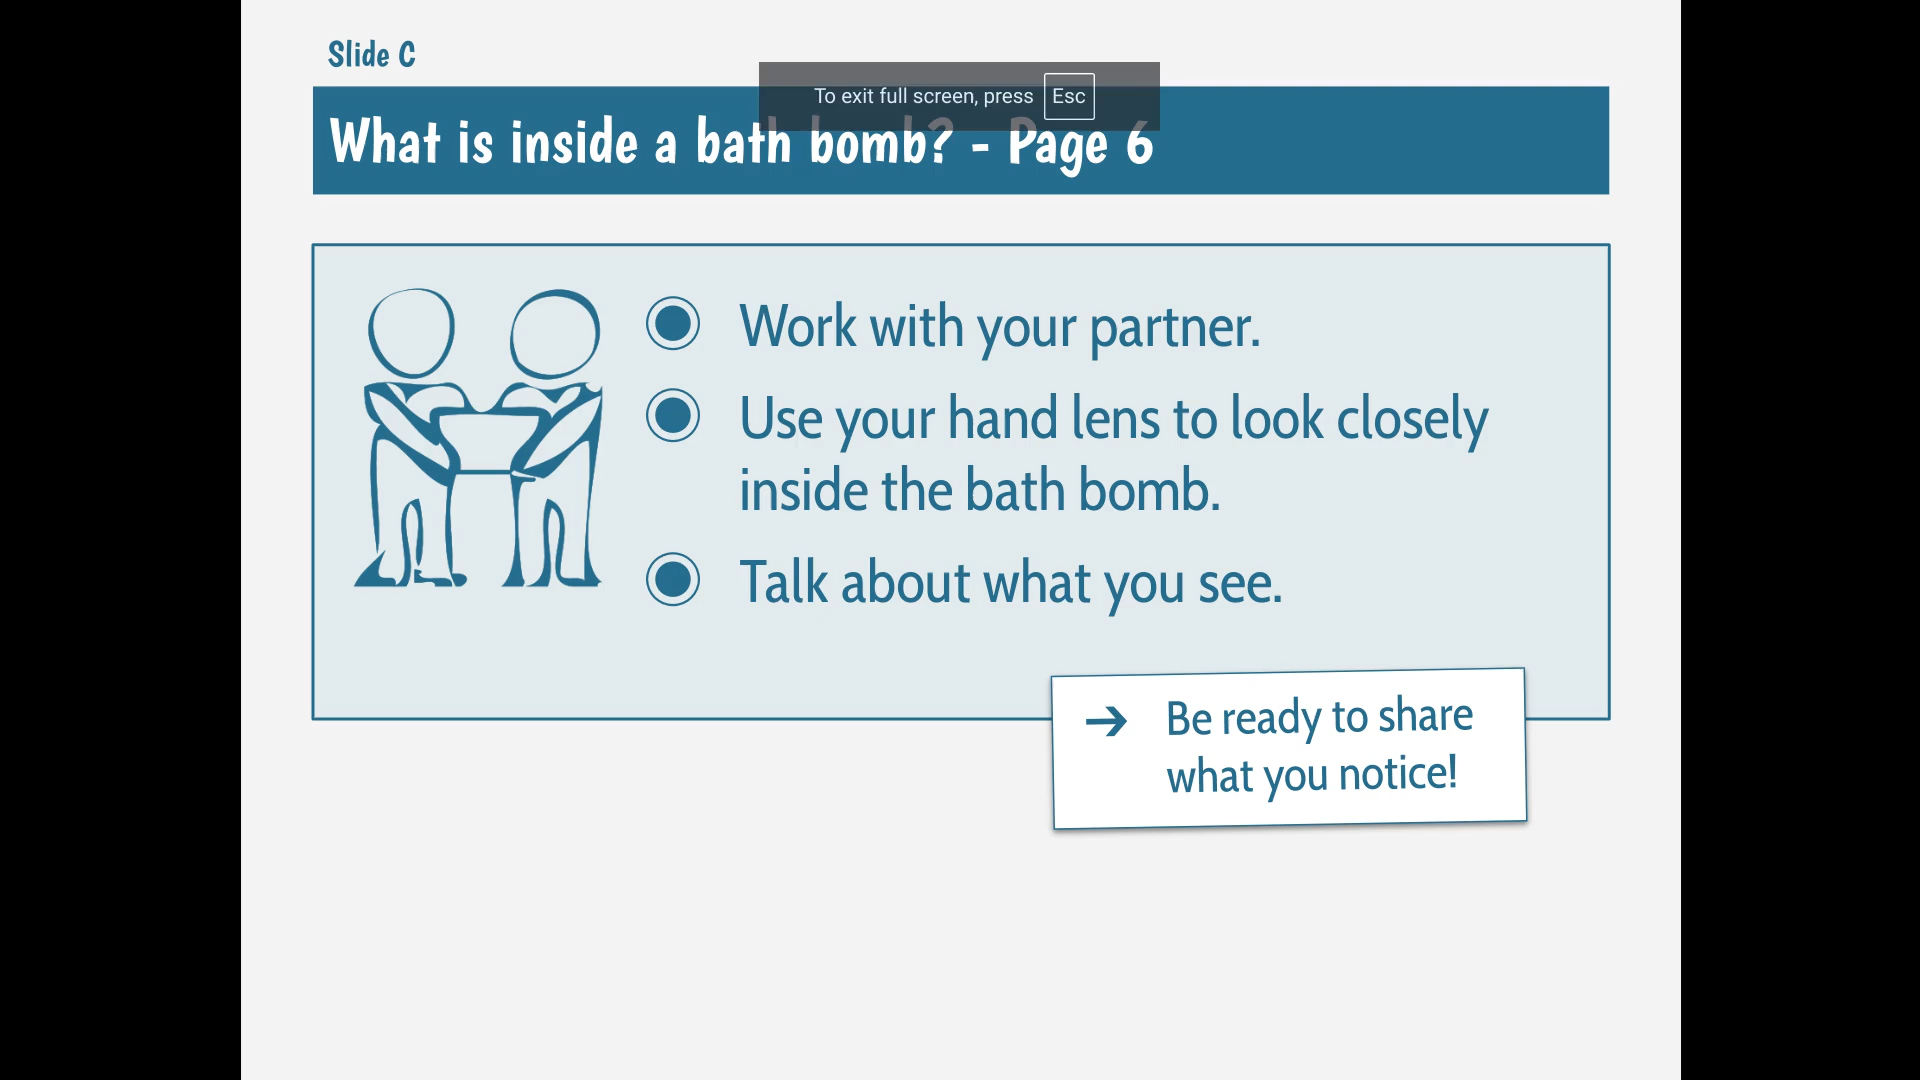 Slide C
To exit full screen, press Esc
What is inside a bath bomb? - Page 6
Work with your partner.
Use your hand lens to look closely
inside the bath bomb.
Talk about what you see.
➔ Be ready to share
what you notice!